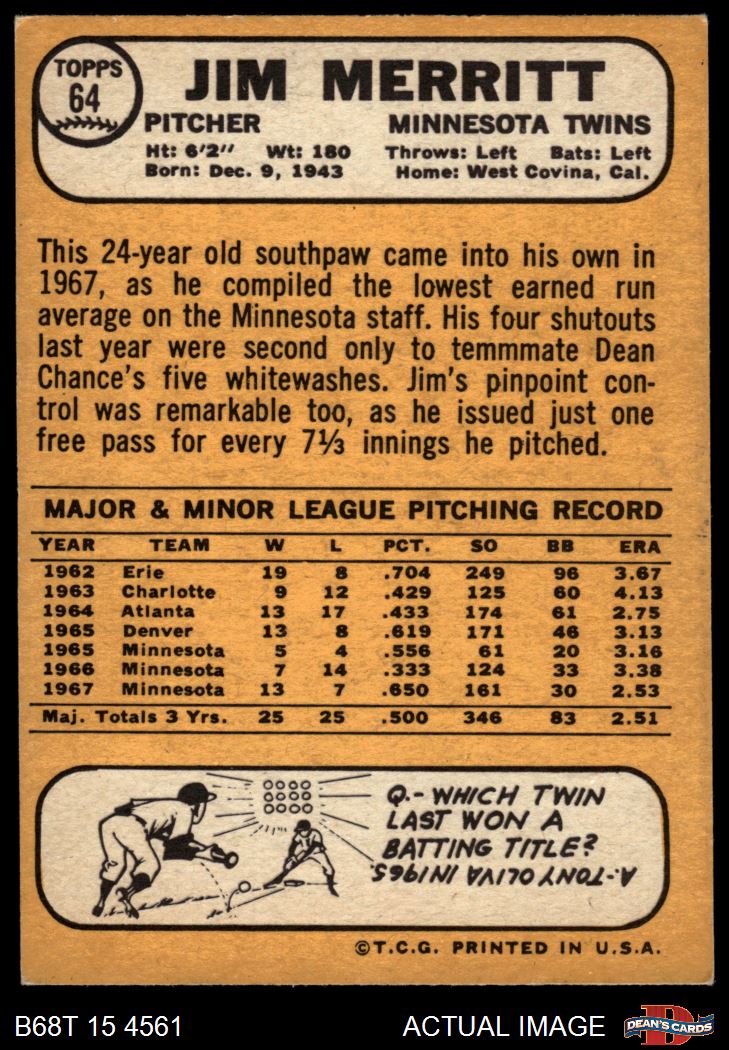 TOPPS
64
JIM MERRITT
PITCHER MINNESOTA TWINS
Ht: 6'2" Wt: 180 Throws: Left Bats: Left
Born: Dec. 9, 1943 Home: West Covina, Cal.
This 24-year old southpaw came into his own in
1967, as he compiled the lowest earned run
average on the Minnesota staff. His four shutouts
last year were second only to temmmate Dean
Chance's five whitewashes. Jim's pinpoint con-
trol was remarkable too, as he issued just one
free pass for every 7⅓ innings he pitched.
MAJOR & MINOR LEAGUE PITCHING RECORD
YEAR TEAM W L PCT. SO BB ERA
1962 Erie 19 8 .704 249 96 3.67
1963 Charlotte 9 12 .429 125 60 4.13
1964 Atlanta 13 17 .433 174 61 2.75
1965 Denver 13 8 .619 171 46 3.13
1965 Minnesota 5 4 .556 61 20 3.16
1966 Minnesota 7 14 .333 124 33 3.38
1967 Minnesota 13 7 .650 161 30 2.53
Maj. Totals 3 Yrs. 25 25 .500 346 83 2.51
Q.- WHICH TWIN
LAST WON A
BATTING TITLE?
A-TONY OLIVA IN 1965
©T.C.G. PRINTED IN U.S.A.
B68T 15 4561 ACTUAL IMAGE DEAN'S CARDS